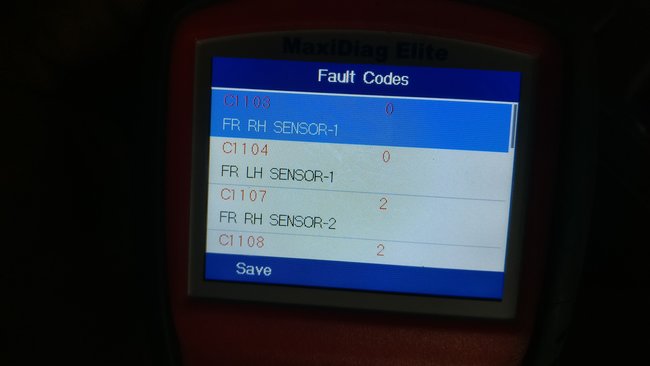 MaxiDiag Elite
Fault Codes
C1103 0
FR RH SENSOR-1
C1104 0
FR LH SENSOR-1
C1107 2
FR RH SENSOR-2
C1108 2
Save